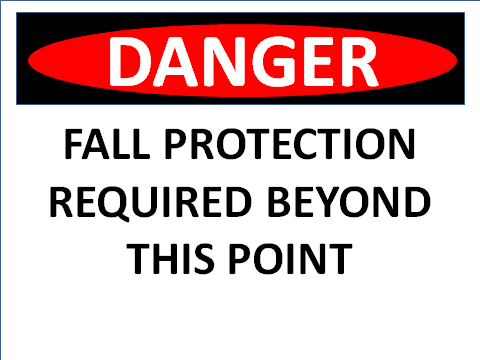 DANGER
FALL PROTECTION
REQUIRED BEYOND
THIS POINT